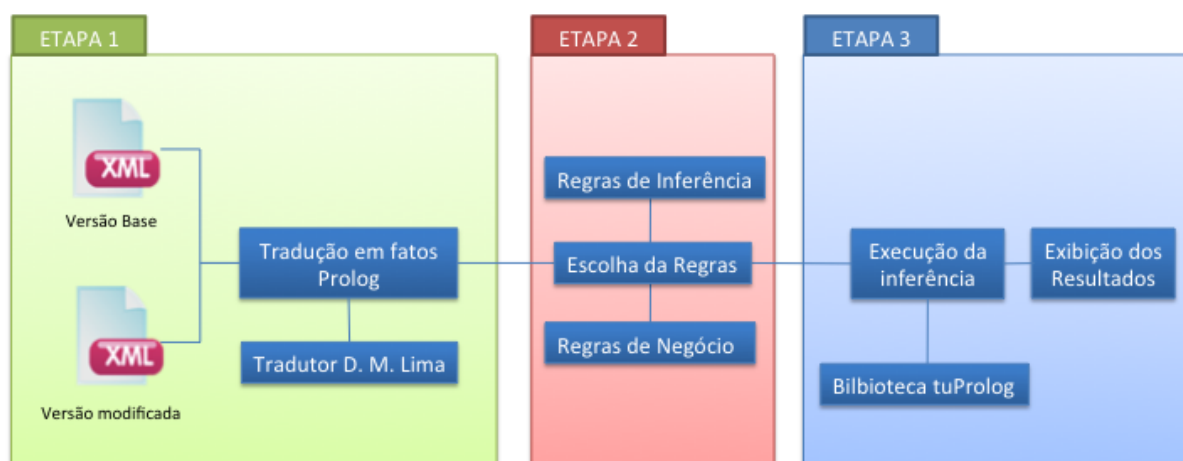 ETAPA 1
XML
Versão Base
XML
Versão modificada
Tradução em fatos
Prolog
Tradutor D. M. Lima
ETAPA 2
Regras de Inferência
Escolha da Regras
Regras de Negócio
ETAPA 3
Execução da
inferência
Bilbioteca tuProlog
Exibição dos
Resultados